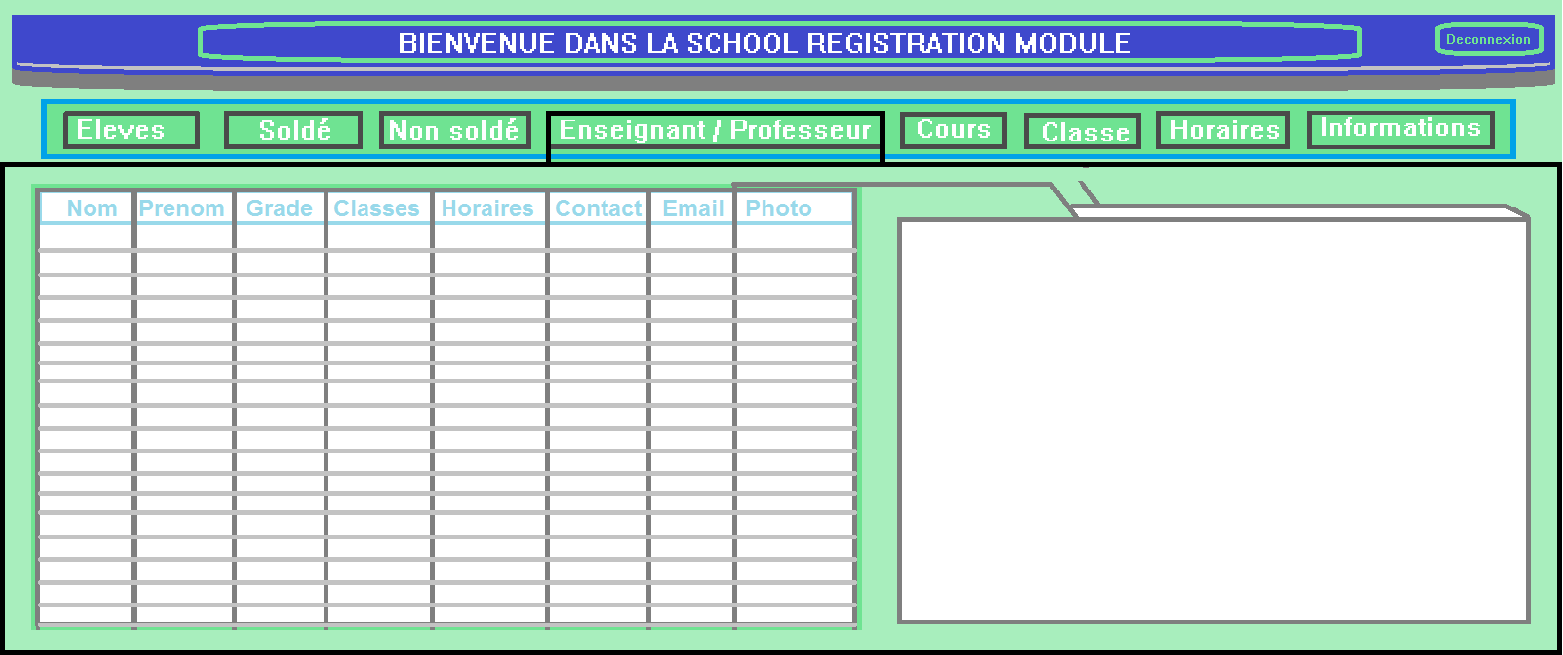 BIENVENUE DANS LA SCHOOL REGISTRATION MODULE
Deconnexion
Eleves Soldé Non soldé Enseignant / Professeur Cours Classe Horaires Informations
Nom Prenom Grade Classes Horaires Contact Email Photo